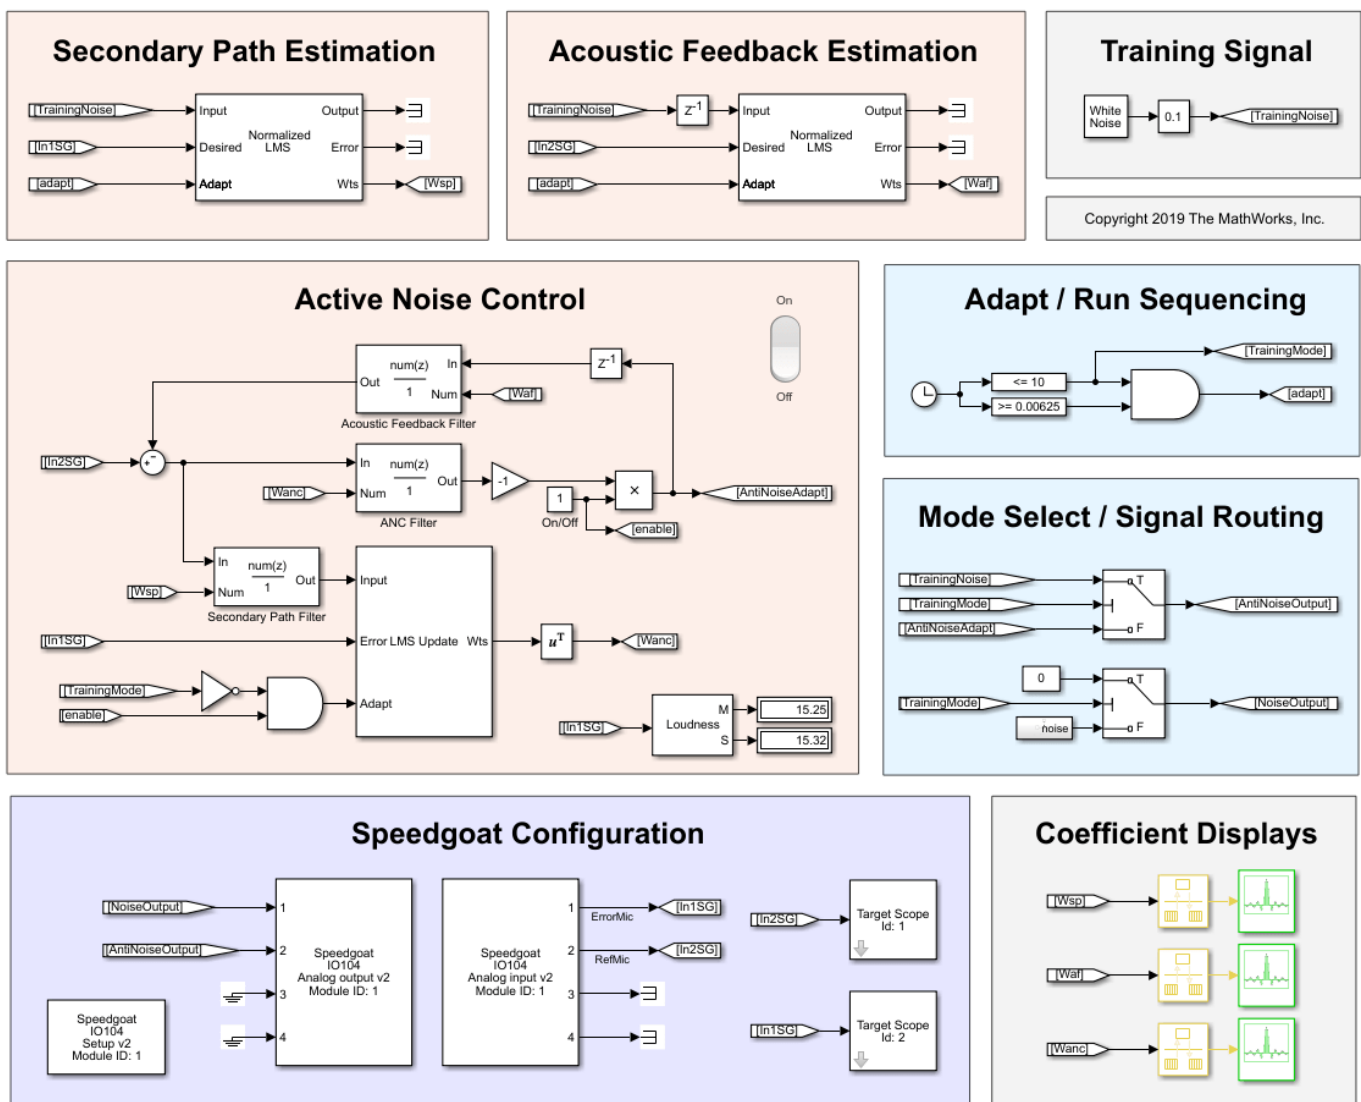 Secondary Path Estimation
[TrainingNoise]
[In1SG]
[adapt]
Input
Desired
Adapt
Normalized
LMS
Output
Error
Wts
[Wsp]
Acoustic Feedback Estimation
[TrainingNoise]
Z-1
[In2SG]
[adapt]
Input
Desired
Adapt
Normalized
LMS
Output
Error
Wts
[Waf]
Training Signal
White
Noise
0.1
[TrainingNoise]
Copyright 2019 The MathWorks, Inc.
Active Noise Control
On
Off
num(z)
1
In
Num
Out
Acoustic Feedback Filter
Z-1
[Waf]
[In2SG]
+
−
In
Num
num(z)
1
Out
ANC Filter
[Wanc]
-1
1
On/Off
×
[enable]
[AntiNoiseAdapt]
In
Num
num(z)
1
Out
Secondary Path Filter
[Wsp]
[In1SG]
[TrainingMode]
[enable]
Input
Error
LMS Update
Wts
Adapt
uT
[Wanc]
[In1SG]
Loudness
M
S
15.25
15.32
Adapt / Run Sequencing
<= 10
>= 0.00625
[TrainingMode]
[adapt]
Mode Select / Signal Routing
[TrainingNoise]
[TrainingMode]
[AntiNoiseAdapt]
T
F
[AntiNoiseOutput]
0
[TrainingMode]
noise
T
F
[NoiseOutput]
Speedgoat Configuration
[NoiseOutput]
[AntiNoiseOutput]
1
2
3
4
Speedgoat
IO104
Analog output v2
Module ID: 1
Speedgoat
IO104
Setup v2
Module ID: 1
Speedgoat
IO104
Analog input v2
Module ID: 1
1
2
3
4
ErrorMic
RefMic
[In1SG]
[In2SG]
[In2SG]
Target Scope
Id: 1
[In1SG]
Target Scope
Id: 2
Coefficient Displays
[Wsp]
[Waf]
[Wanc]